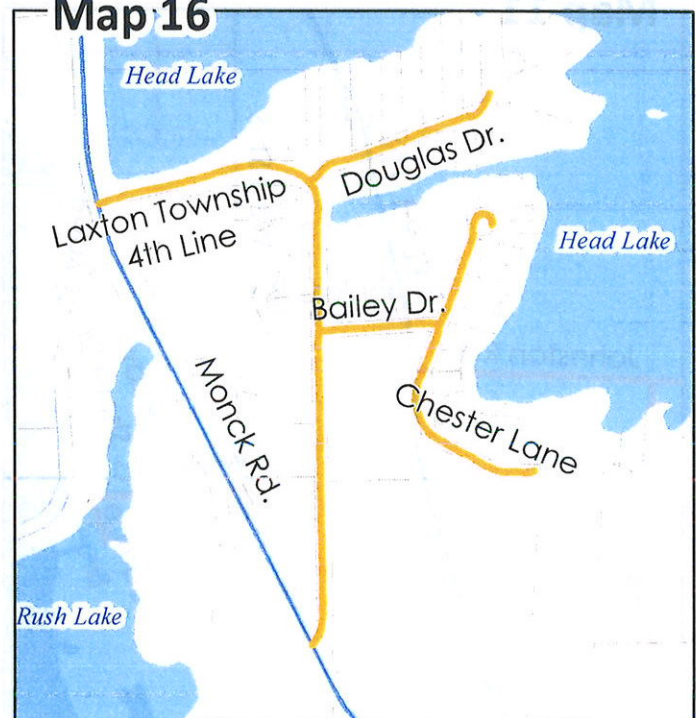 Map 16
Head Lake
Douglas Dr.
Laxton Township
4th Line
Head Lake
Bailey Dr.
Monck Rd.
Chester Lane
Rush Lake